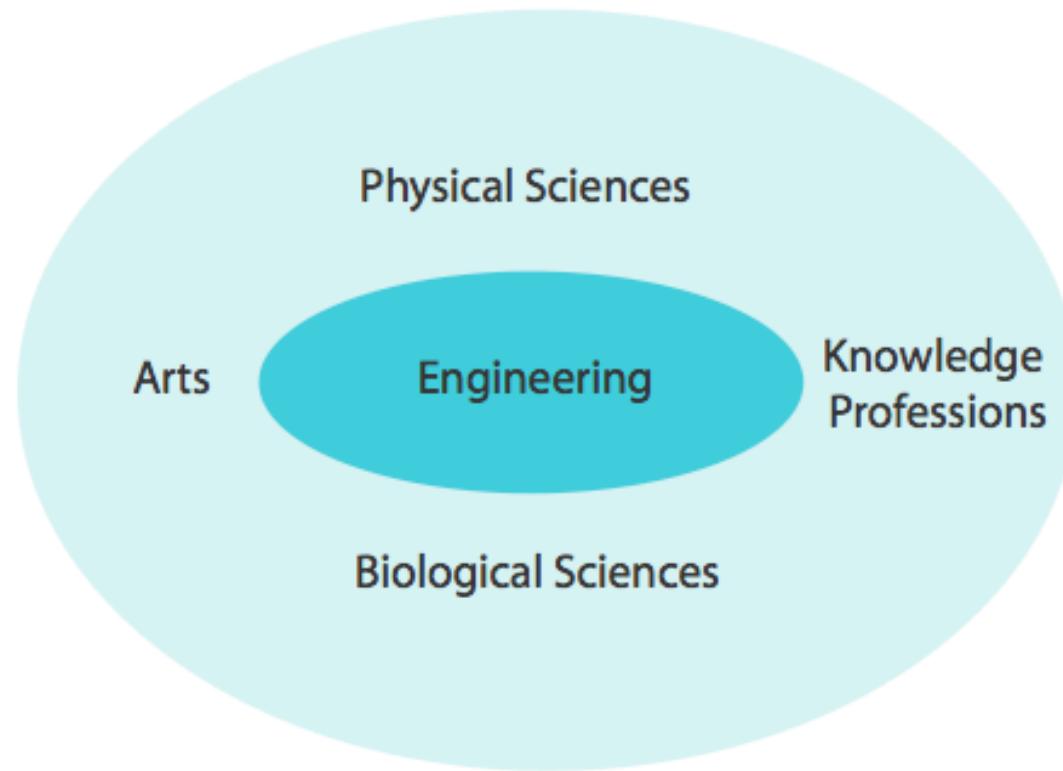 Physical Sciences
Arts
Engineering
Knowledge
Professions
Biological Sciences